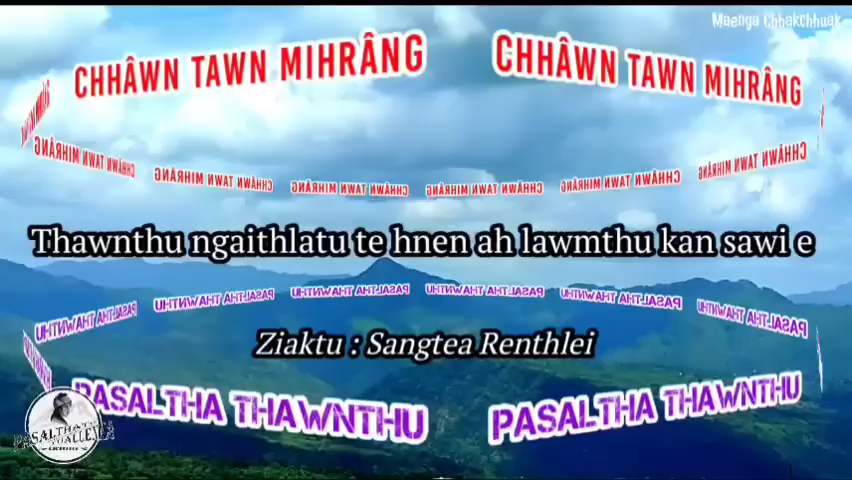 Maenga Chhakchhuak
CHHÂWN TAWN MIHRÂNG CHHÂWN TAWN MIHRÂNG
CHHÂWN TAWN MIHRÂNG CHHÂWN TAWN MIHRÂNG CHHÂWN TAWN MIHRÂNG CHHÂWN TAWN MIHRÂNG CHHÂWN TAWN MIHRÂNG CHHÂWN TAWN MIHRÂNG
Thawnthu ngaithlatu te hnen ah lawmthu kan sawi e
PASALTHA THAWNTHU PASALTHA THAWNTHU PASALTHA THAWNTHU PASALTHA THAWNTHU PASALTHA THAWNTHU PASALTHA THAWNTHU
Ziaktu : Sangtea Renthlei
PASALTHA THAWNTHU PASALTHA THAWNTHU